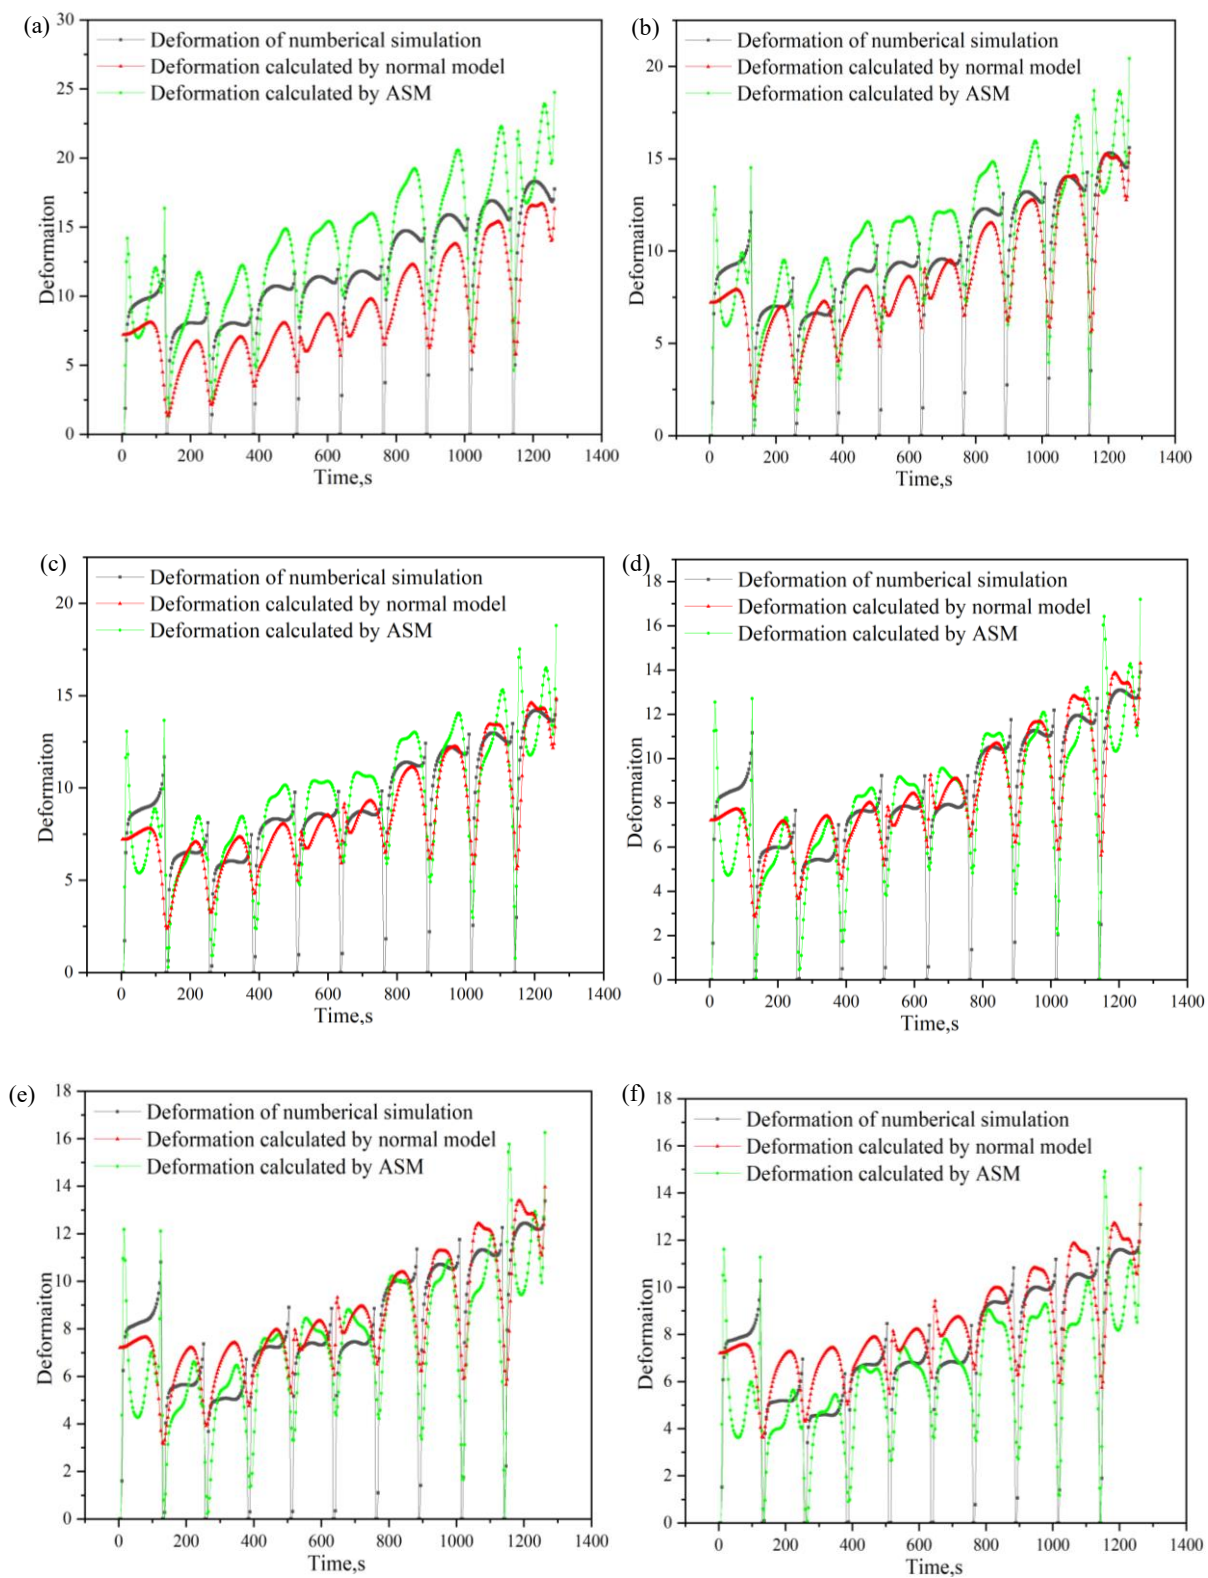 (a)
30
25
20
15
10
5
0
Deformaiton
Deformation of numberical simulation
Deformation calculated by normal model
Deformation calculated by ASM
0 200 400 600 800 1000 1200 1400
Time,s
(b)
20
15
10
5
0
Deformaiton
Deformation of numberical simulation
Deformation calculated by normal model
Deformation calculated by ASM
0 200 400 600 800 1000 1200 1400
Time,s
(c)
20
15
10
5
0
Deformaiton
Deformation of numberical simulation
Deformation calculated by normal model
Deformation calculated by ASM
0 200 400 600 800 1000 1200 1400
Time,s
(d)
18
16
14
12
10
8
6
4
2
0
Deformaiton
Deformation of numberical simulation
Deformation calculated by normal model
Deformation calculated by ASM
0 200 400 600 800 1000 1200 1400
Time,s
(e)
18
16
14
12
10
8
6
4
2
0
Deformaiton
Deformation of numberical simulation
Deformation calculated by normal model
Deformation calculated by ASM
0 200 400 600 800 1000 1200 1400
Time,s
(f)
18
16
14
12
10
8
6
4
2
0
Deformaiton
Deformation of numberical simulation
Deformation calculated by normal model
Deformation calculated by ASM
0 200 400 600 800 1000 1200 1400
Time,s